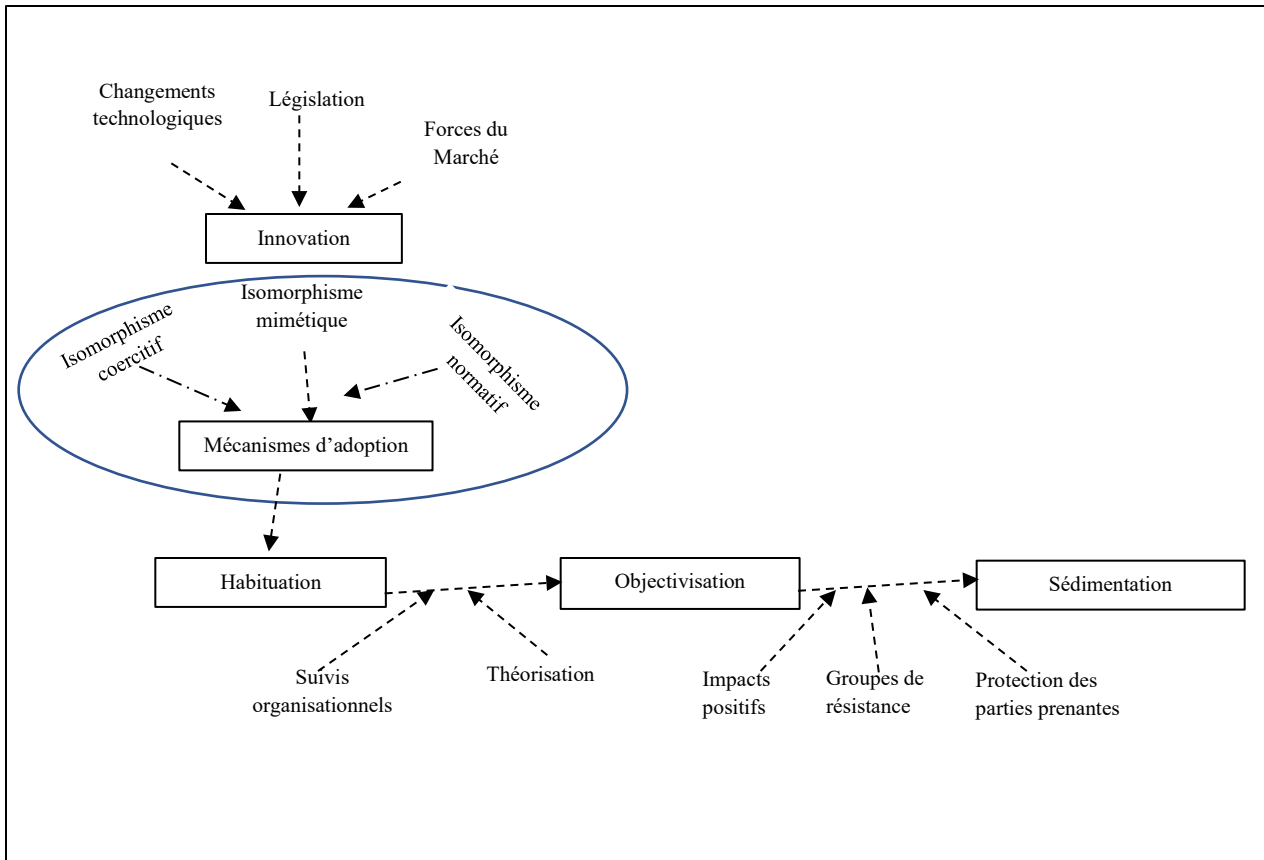 Changements
technologiques
Législation
Forces du
Marché
Innovation
Isomorphisme
coercitif
Isomorphisme
mimétique
Isomorphisme
normatif
Mécanismes d’adoption
Habituation
Objectivisation
Sédimentation
Suivis
organisationnels
Théorisation
Impacts
positifs
Groupes de
résistance
Protection des
parties prenantes